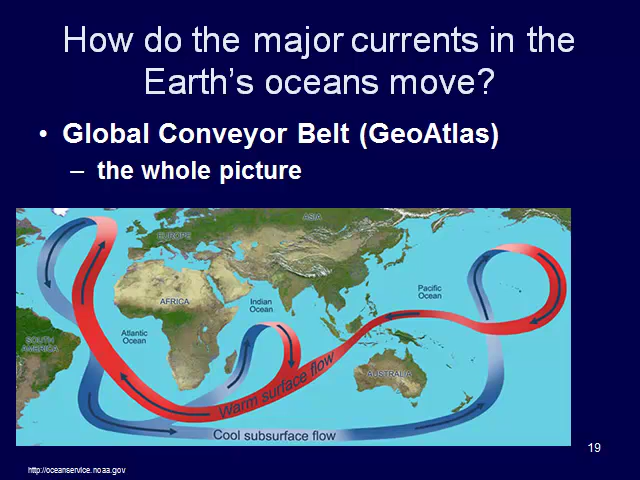 How do the major currents in the
Earth's oceans move?
• Global Conveyor Belt (GeoAtlas)
– the whole picture
ASIA
EUROPE
AFRICA
Indian
Ocean
Pacific
Ocean
Atlantic
Ocean
SOUTH
AMERICA
AUSTRALIA
Warm surface flow
Cool subsurface flow
19
http://oceanservice.noaa.gov